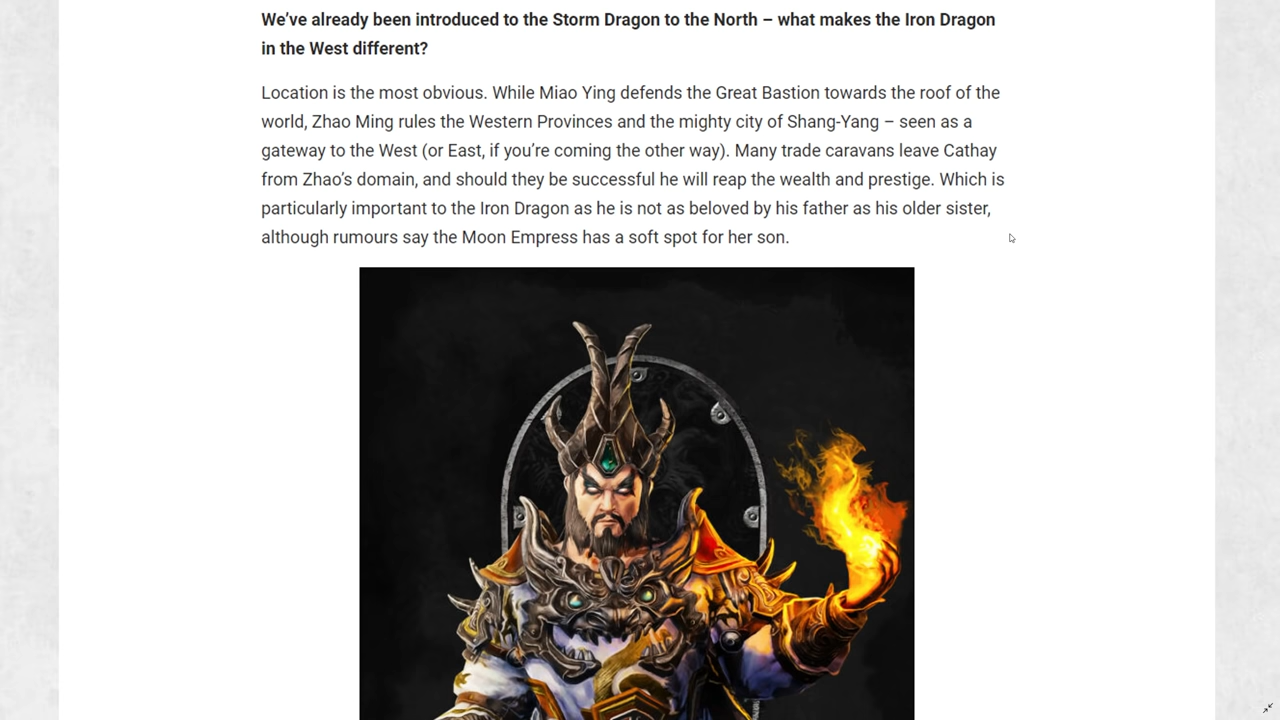 We’ve already been introduced to the Storm Dragon to the North – what makes the Iron Dragon
in the West different?
Location is the most obvious. While Miao Ying defends the Great Bastion towards the roof of the
world, Zhao Ming rules the Western Provinces and the mighty city of Shang-Yang – seen as a
gateway to the West (or East, if you’re coming the other way). Many trade caravans leave Cathay
from Zhao’s domain, and should they be successful he will reap the wealth and prestige. Which is
particularly important to the Iron Dragon as he is not as beloved by his father as his older sister,
although rumours say the Moon Empress has a soft spot for her son.